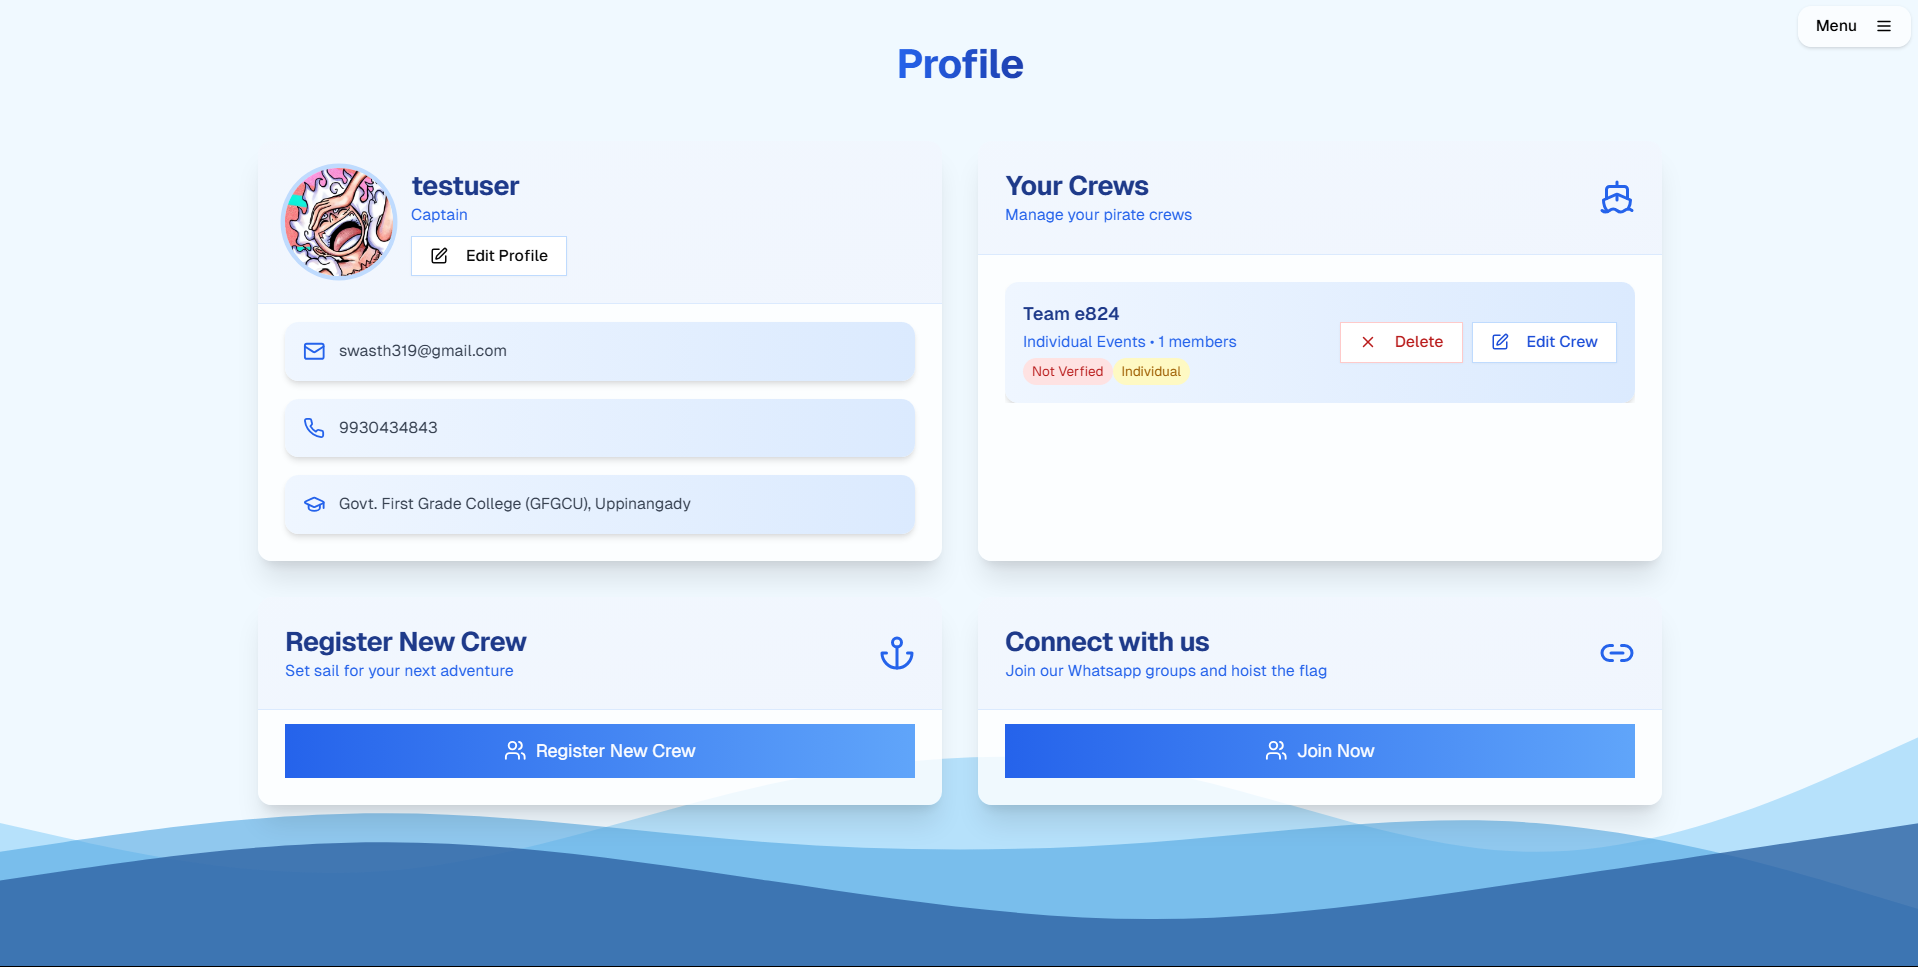 Menu
Profile
testuser
Captain
Edit Profile
swasth319@gmail.com
9930434843
Govt. First Grade College (GFGCU), Uppinangady
Your Crews
Manage your pirate crews
Team e824
Individual Events • 1 members
Not Verfied
Individual
Delete
Edit Crew
Register New Crew
Set sail for your next adventure
Register New Crew
Connect with us
Join our Whatsapp groups and hoist the flag
Join Now